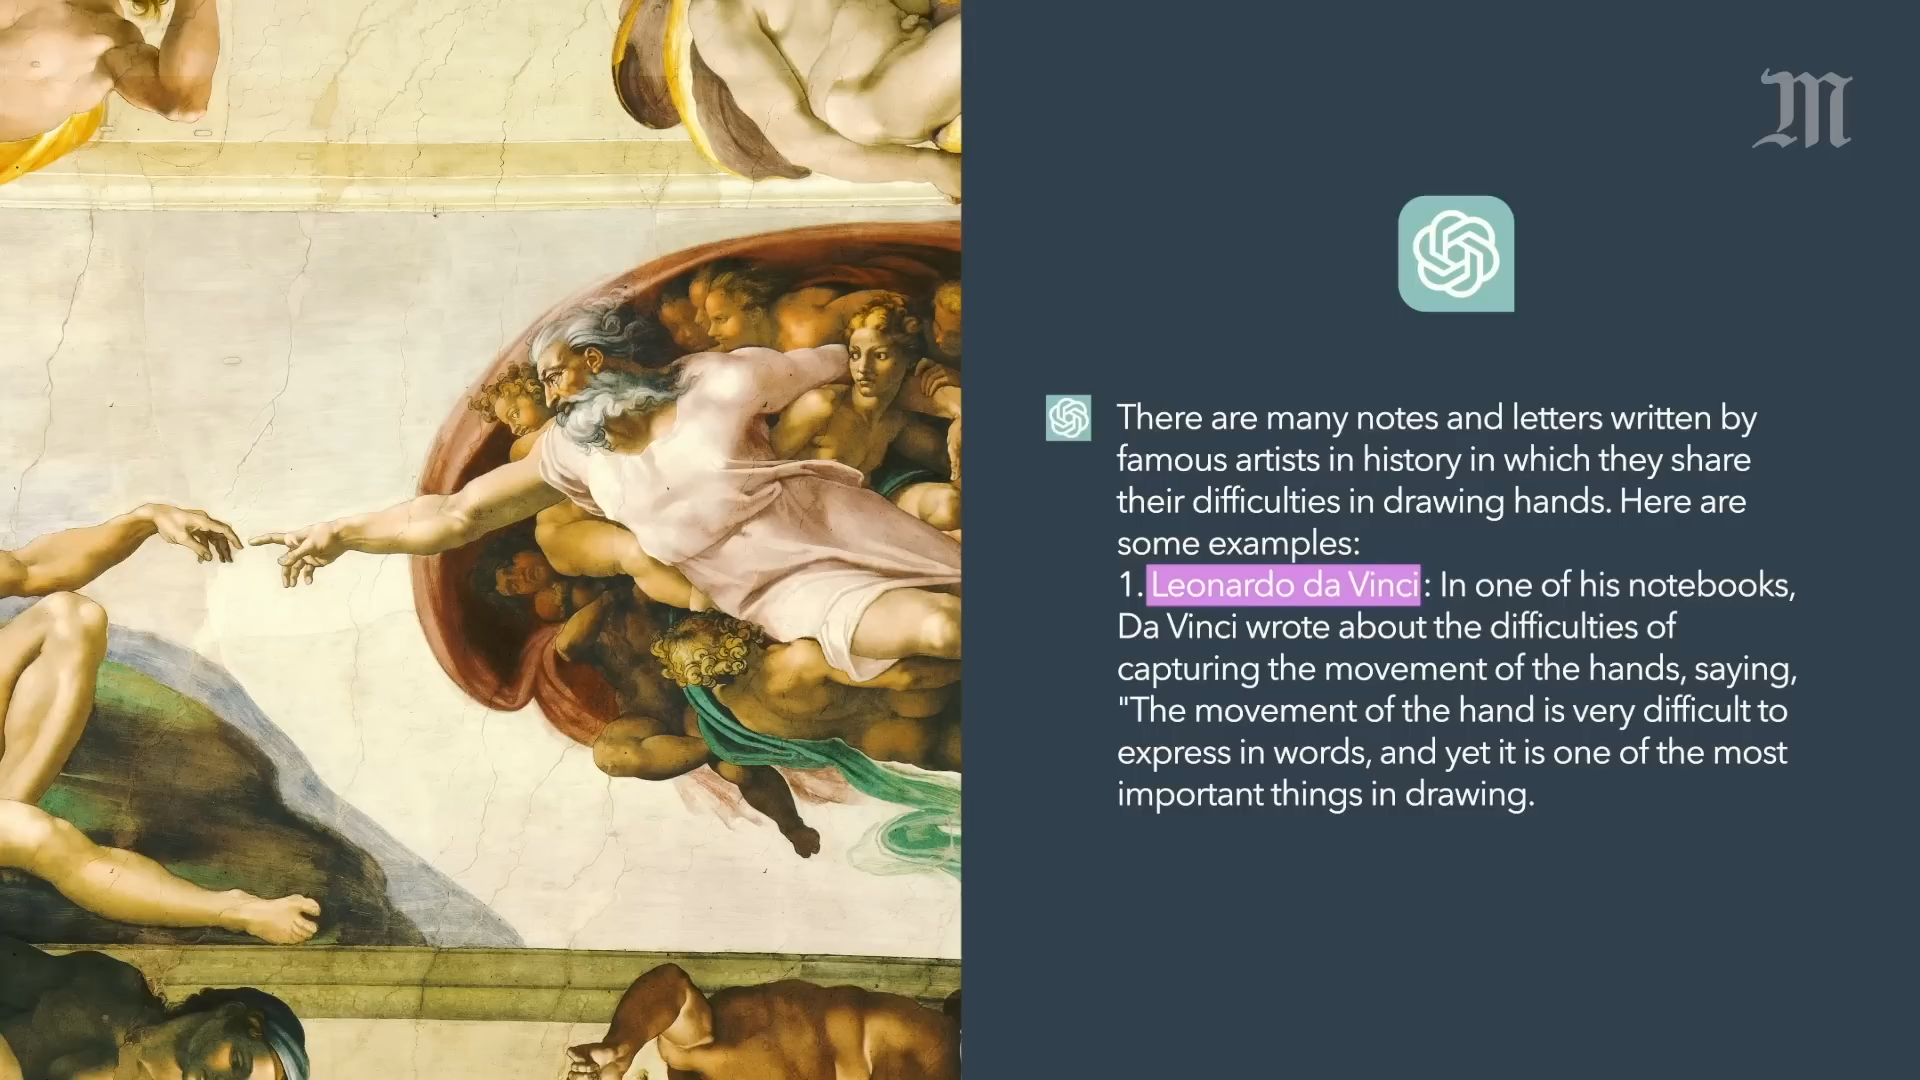 M
There are many notes and letters written by
famous artists in history in which they share
their difficulties in drawing hands. Here are
some examples:
1. Leonardo da Vinci: In one of his notebooks,
Da Vinci wrote about the difficulties of
capturing the movement of the hands, saying,
"The movement of the hand is very difficult to
express in words, and yet it is one of the most
important things in drawing.